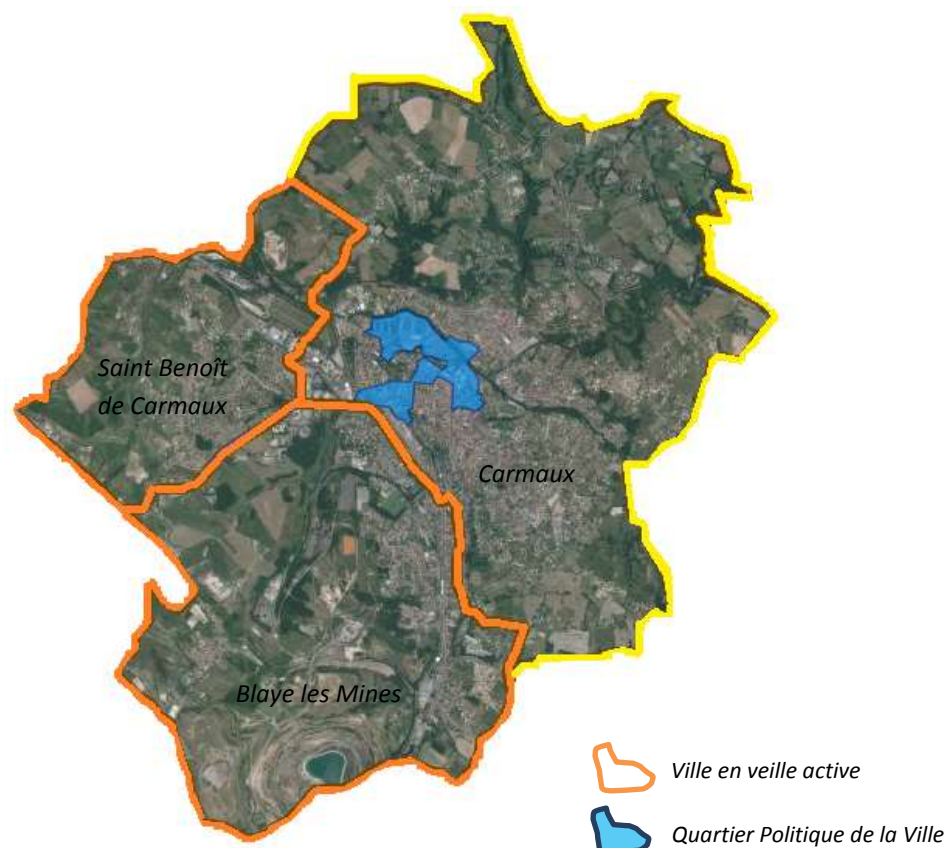 Saint Benoît
de Carmaux
Carmaux
Blaye les Mines
Ville en veille active
Quartier Politique de la Ville